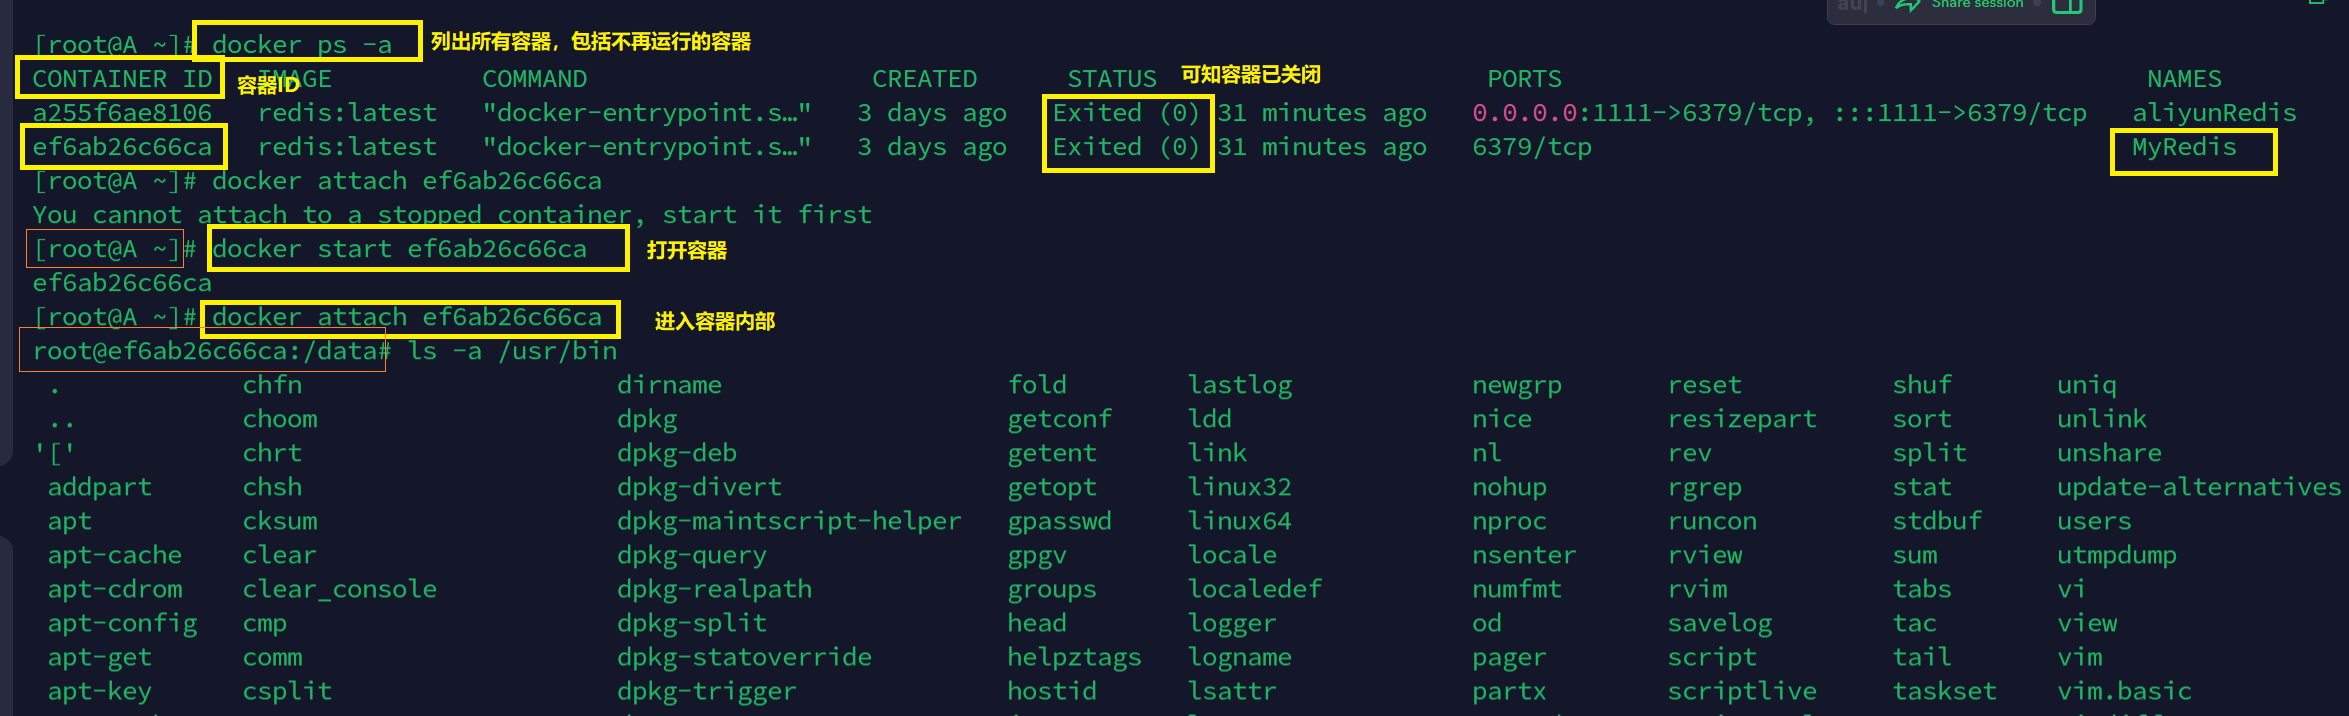 Share session
[root@A ~]# docker ps -a 列出所有容器，包括不再运行的容器
CONTAINER ID 容器ID IMAGE COMMAND CREATED STATUS 可知容器已关闭 PORTS NAMES
a255f6ae8106 redis:latest "docker-entrypoint.s…" 3 days ago Exited (0) 31 minutes ago 0.0.0.0:1111->6379/tcp, :::1111->6379/tcp aliyunRedis
ef6ab26c66ca redis:latest "docker-entrypoint.s…" 3 days ago Exited (0) 31 minutes ago 6379/tcp MyRedis
[root@A ~]# docker attach ef6ab26c66ca
You cannot attach to a stopped container, start it first
[root@A ~]# docker start ef6ab26c66ca 打开容器
ef6ab26c66ca
[root@A ~]# docker attach ef6ab26c66ca 进入容器内部
root@ef6ab26c66ca:/data# ls -a /usr/bin
. chfn dirname fold lastlog newgrp reset shuf uniq
.. choom dpkg getconf ldd nice resizepart sort unlink
'[' chrt dpkg-deb getent link nl rev split unshare
addpart chsh dpkg-divert getopt linux32 nohup rgrep stat update-alternatives
apt cksum dpkg-maintscript-helper gpasswd linux64 nproc runcon stdbuf users
apt-cache clear dpkg-query gpgv locale nsenter rview sum utmpdump
apt-cdrom clear_console dpkg-realpath groups localedef numfmt rvim tabs vi
apt-config cmp dpkg-split head logger od savelog tac view
apt-get comm dpkg-statoverride helpztags logname pager script tail vim
apt-key csplit dpkg-trigger hostid lsattr partx scriptlive taskset vim.basic